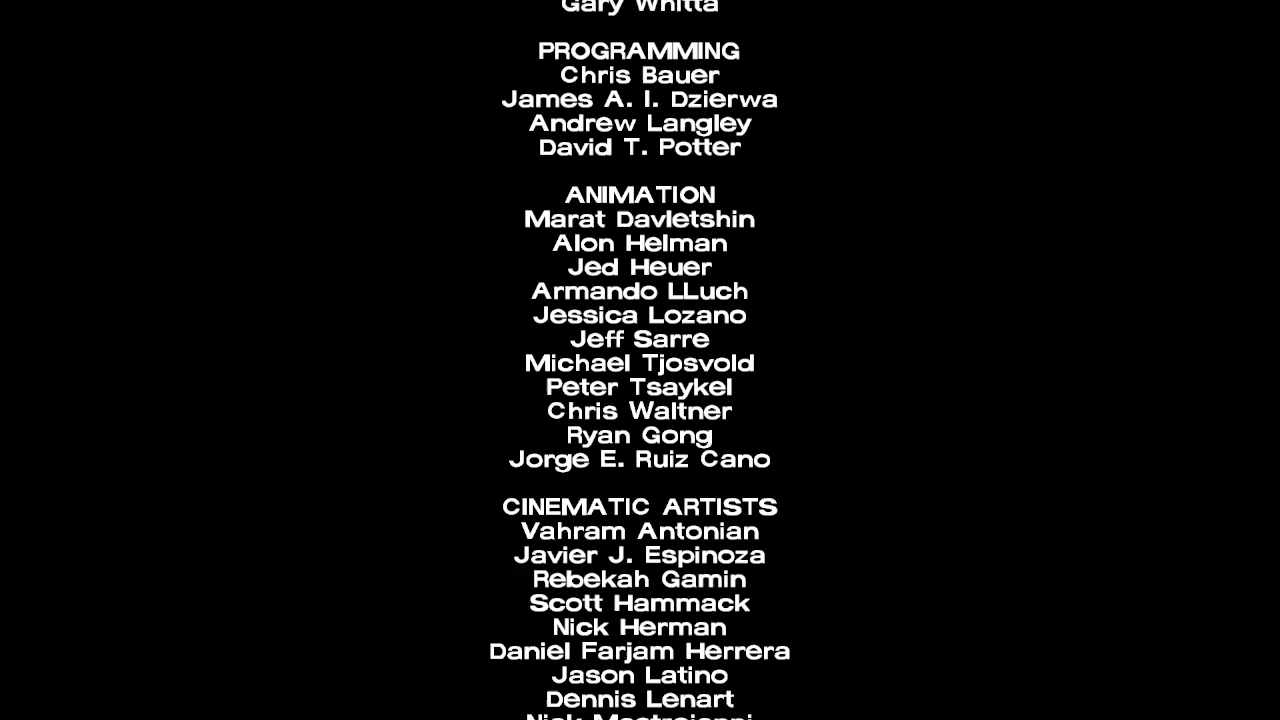 Gary Whitta
PROGRAMMING
Chris Bauer
James A. I. Dzierwa
Andrew Langley
David T. Potter
ANIMATION
Marat Davletshin
Alon Helman
Jed Heuer
Armando LLuch
Jessica Lozano
Jeff Sarre
Michael Tjosvold
Peter Tsaykel
Chris Waltner
Ryan Gong
Jorge E. Ruiz Cano
CINEMATIC ARTISTS
Vahram Antonian
Javier J. Espinoza
Rebekah Gamin
Scott Hammack
Nick Herman
Daniel Farjam Herrera
Jason Latino
Dennis Lenart
Nick Mastroianni